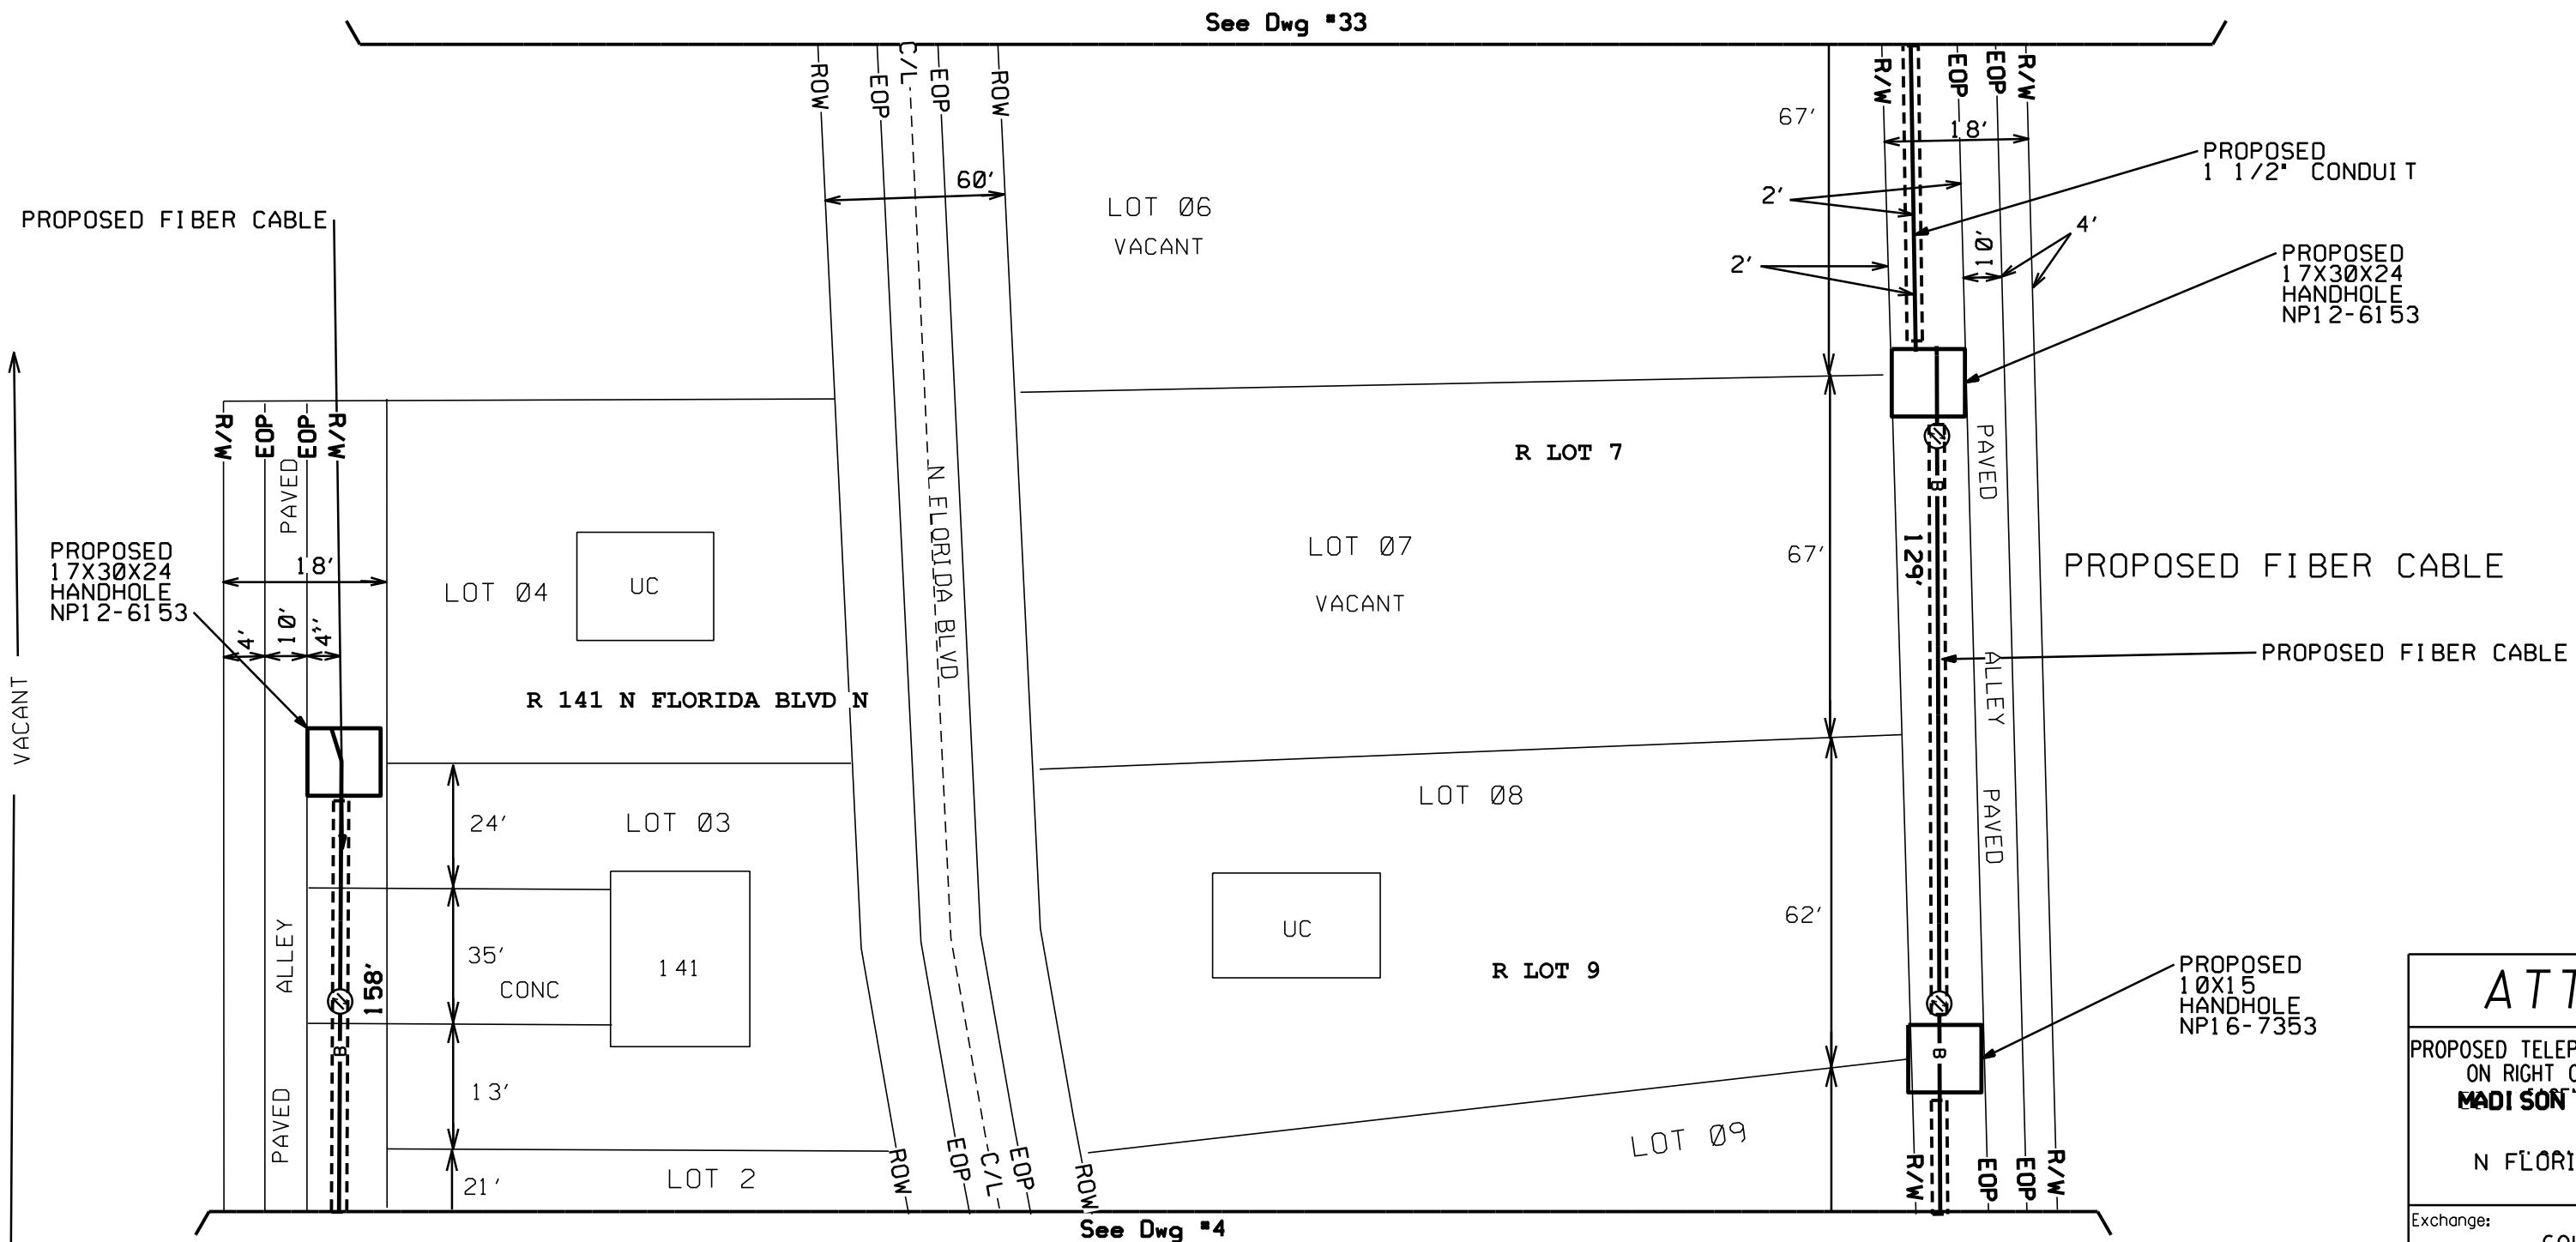 See Dwg #33
ROW
EOP
C/L
EOP
ROW
R/W
EOP
EOP
R/W
67'
18'
PROPOSED
1 1/2" CONDUIT
60'
2'
LOT 06
VACANT
PROPOSED FIBER CABLE
4'
10'
2'
PROPOSED
17X30X24
HANDHOLE
NP12-6153
R/W
EOP
EOP
R/W
PAVED
PAVED
R LOT 7
N FLORIDA BLVD
PROPOSED
17X30X24
HANDHOLE
NP12-6153
18'
LOT 04
UC
LOT 07
VACANT
67'
129'
PROPOSED FIBER CABLE
4'
10'
4''
PROPOSED FIBER CABLE
ALLEY
VACANT
R 141 N FLORIDA BLVD N
24'
LOT 03
LOT 08
PAVED
35'
CONC
141
ALLEY
158'
UC
62'
R LOT 9
B
B
B
PROPOSED
10X15
HANDHOLE
NP16-7353
13'
PAVED
LOT 09
21'
LOT 2
ROW
EOP
C/L
EOP
ROW
R/W
EOP
EOP
R/W
See Dwg #4
ATT
PROPOSED TELEP
ON RIGHT O
MADISON
N FLORI
Exchange: